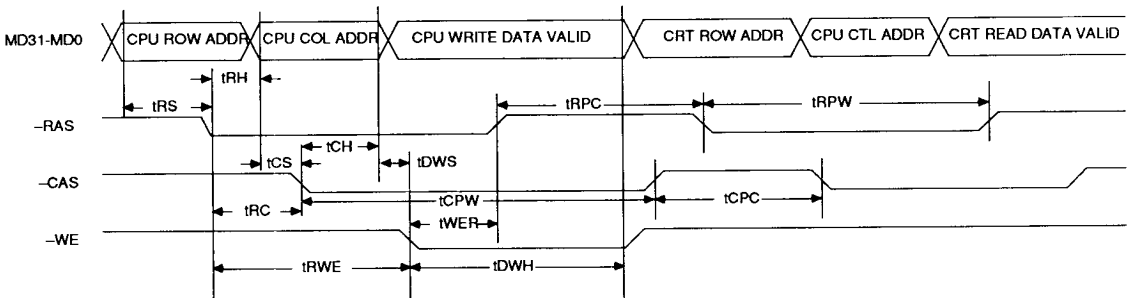 MD31-MD0 CPU ROW ADDR CPU COL ADDR CPU WRITE DATA VALID CRT ROW ADDR CPU CTL ADDR CRT READ DATA VALID
tRH
tRS tRPC tRPW
–RAS
tCH
tCS tDWS
–CAS
tRC tCPW tCPC
tWER
–WE
tRWE tDWH